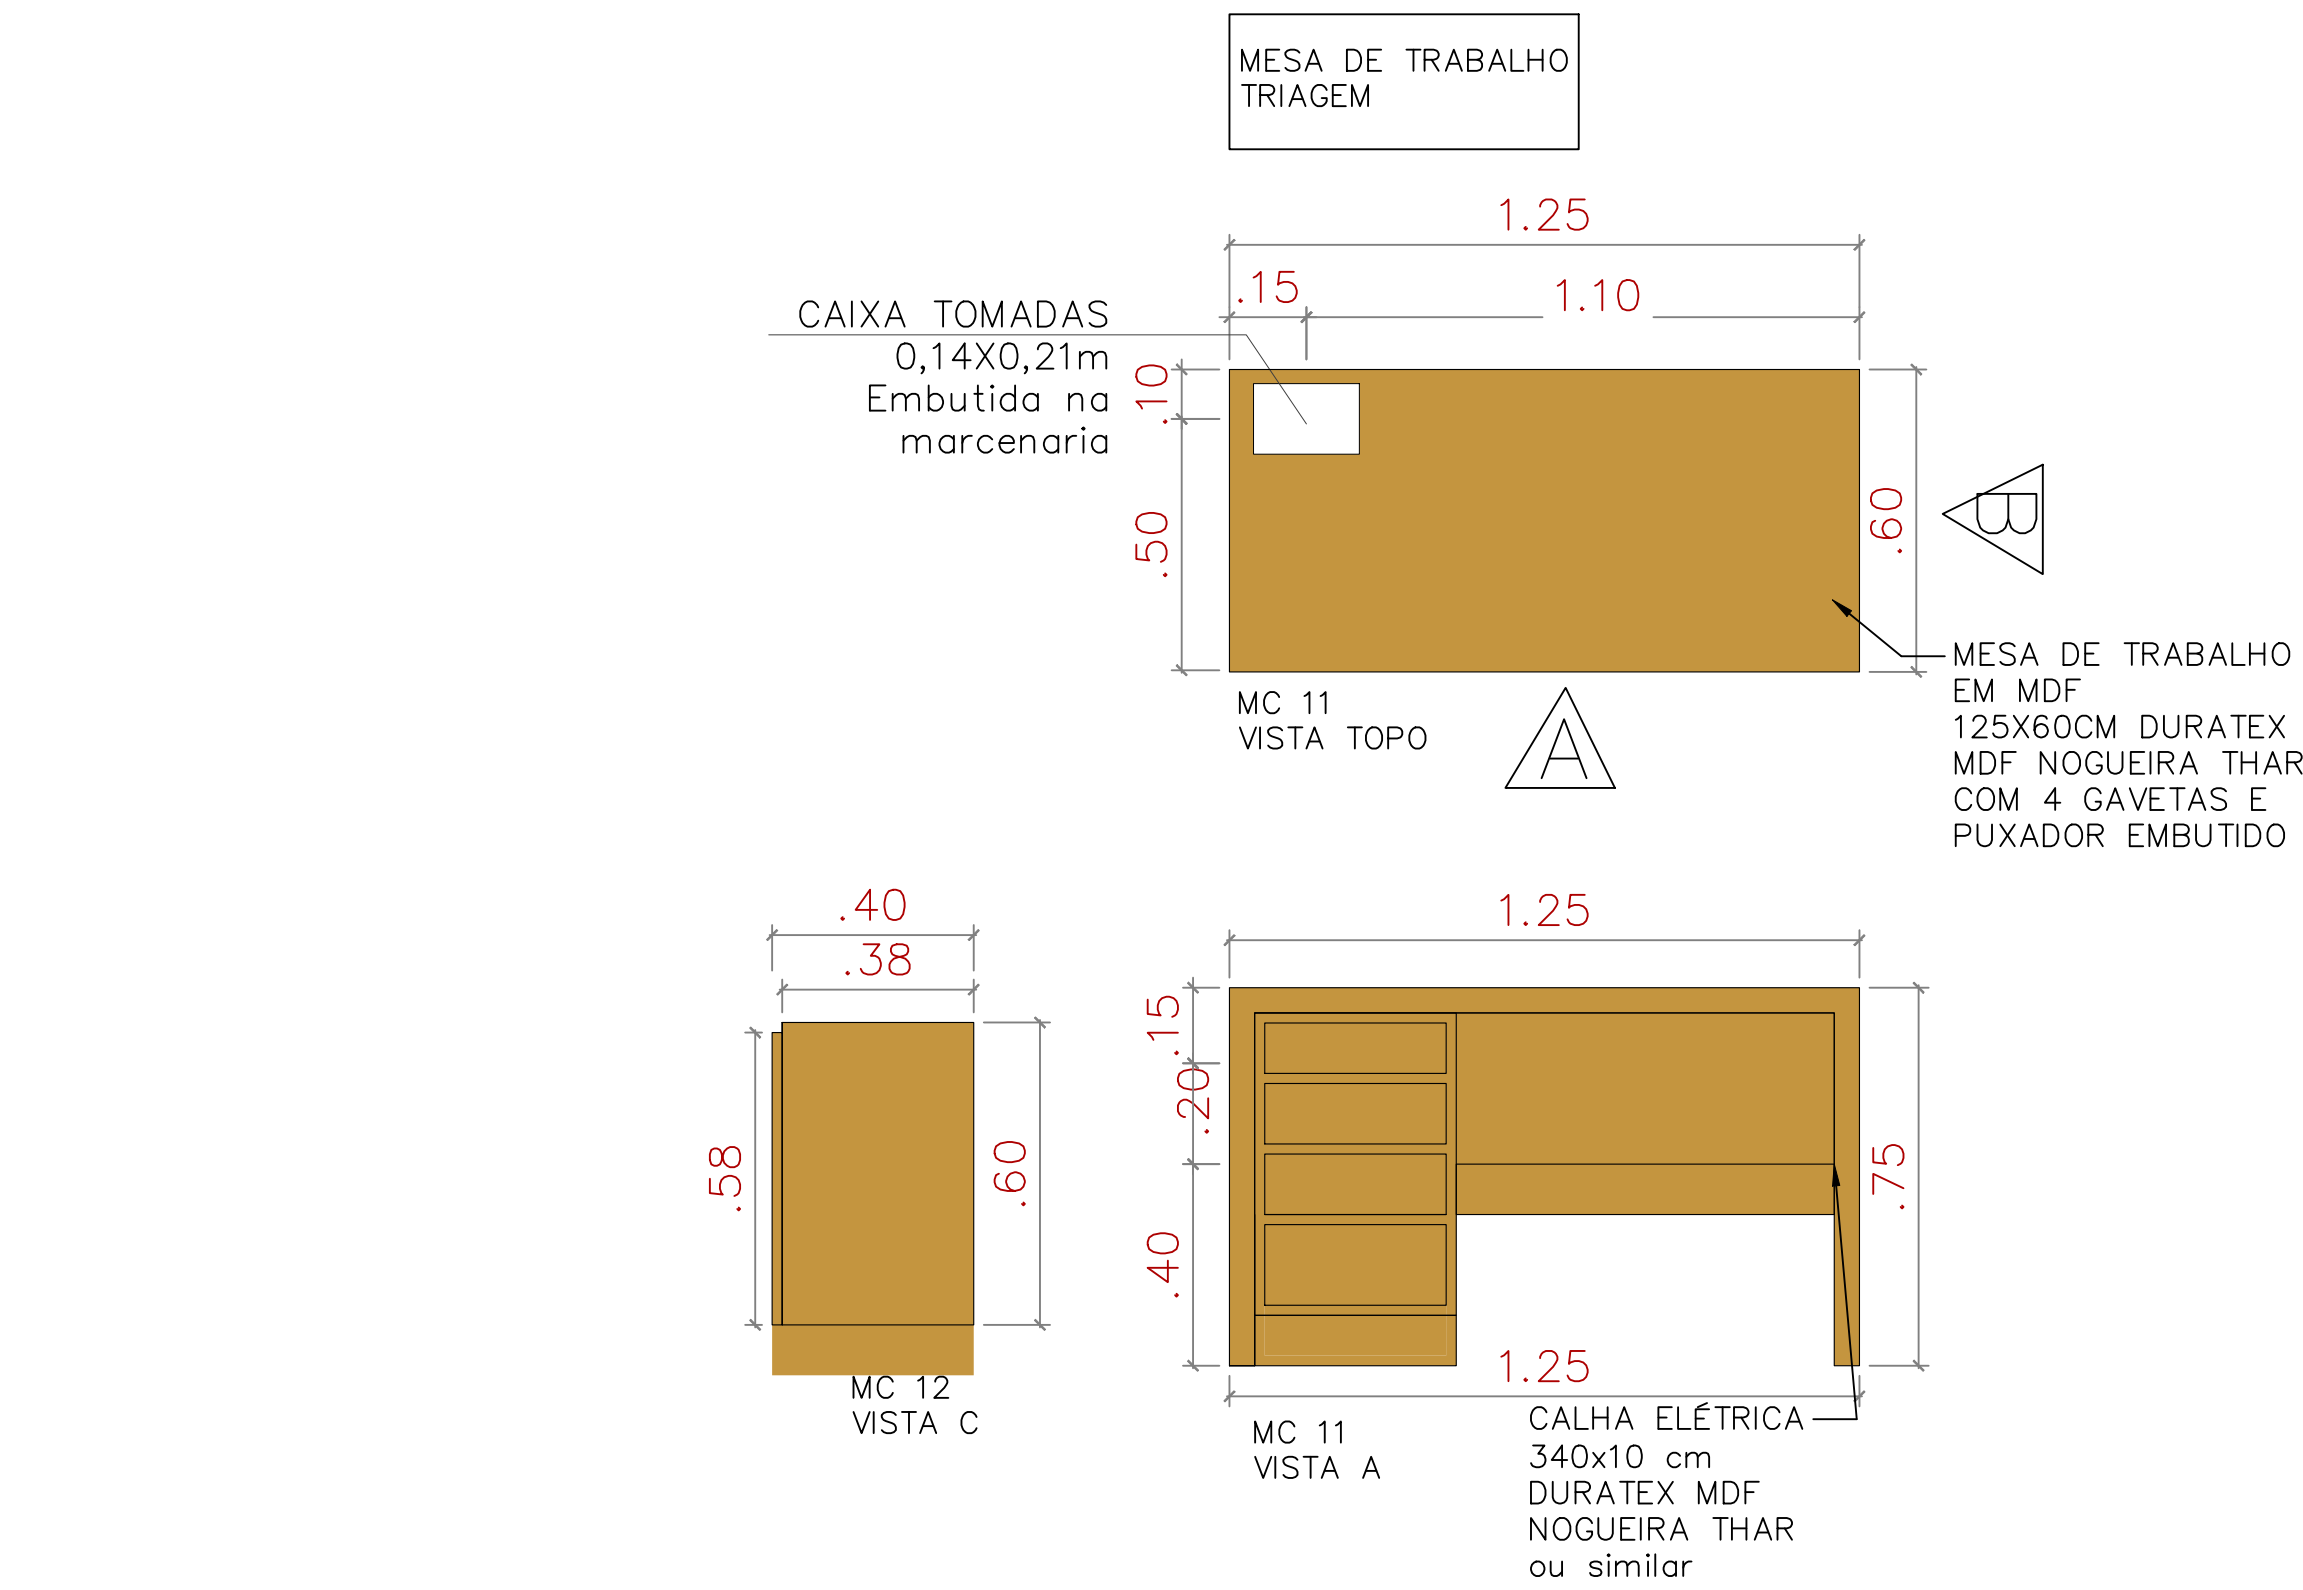 MESA DE TRABALHO
TRIAGEM
1.25
.15
1.10
CAIXA TOMADAS
0,14X0,21m
Embutida na
marcenaria
.10
.50
.60
B
MESA DE TRABALHO
EM MDF
125X60CM DURATEX
MDF NOGUEIRA THAR
COM 4 GAVETAS E
PUXADOR EMBUTIDO
MC 11
VISTA TOPO
A
.40
.38
.58
.60
MC 12
VISTA C
1.25
.15
.20
.40
.75
1.25
MC 11
VISTA A
CALHA ELÉTRICA
340x10 cm
DURATEX MDF
NOGUEIRA THAR
ou similar